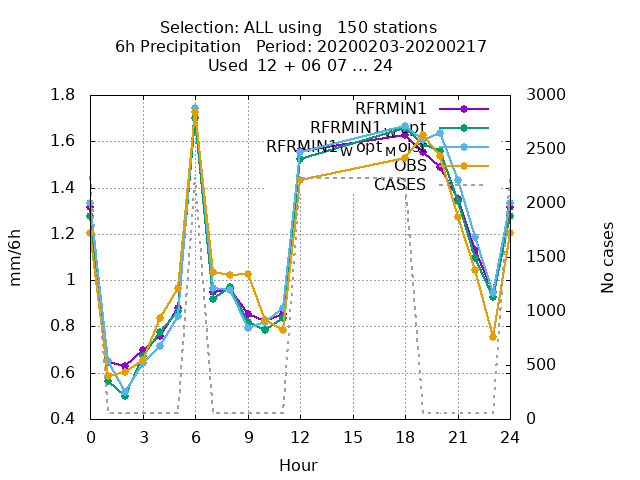 Selection: ALL using   150 stations
6h Precipitation   Period: 20200203-20200217
Used  12 + 06 07 ... 24
1.8
1.6
1.4
1.2
1
0.8
0.6
0.4
3000
2500
2000
1500
1000
500
0
RFRMIN1
RFRMIN1wopt
RFRMIN1WoptMoist
OBS
CASES
mm/6h
No cases
0 3 6 9 12 15 18 21 24
Hour